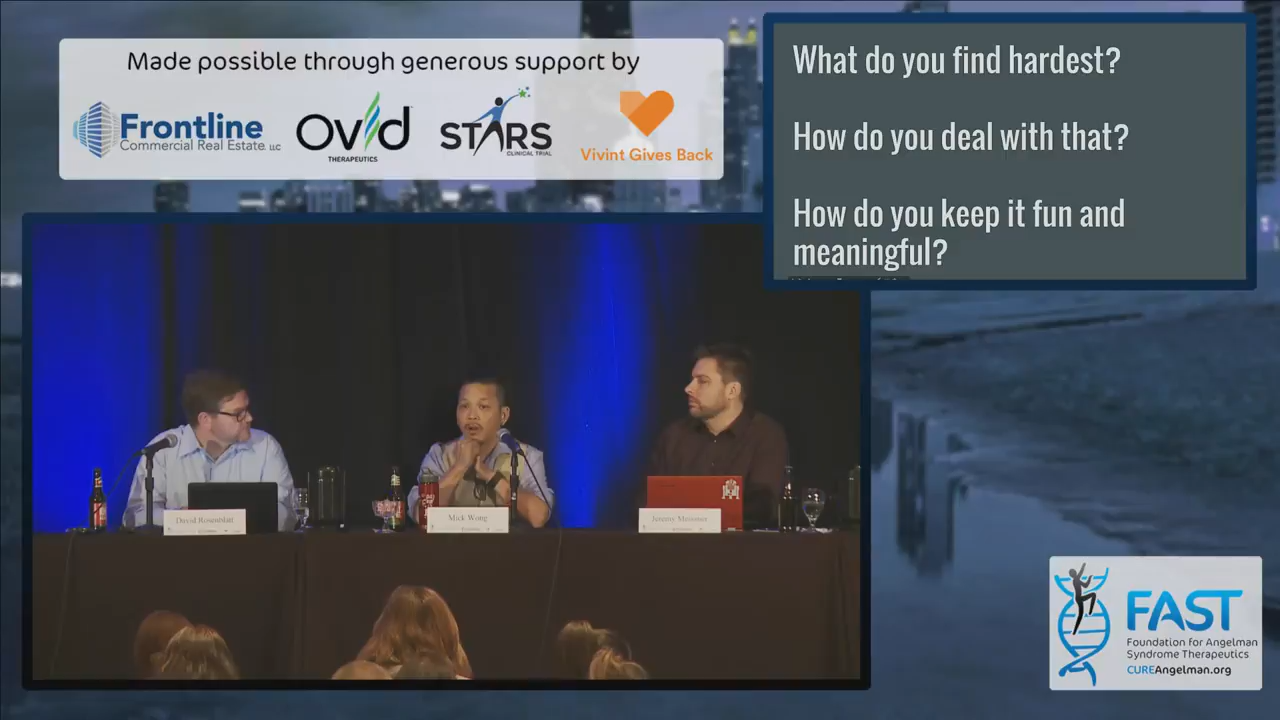 Made possible through generous support by
Frontline
Commercial Real Estate, LLC
OVID
THERAPEUTICS
STARS
CLINICAL TRIAL
Vivint Gives Back
What do you find hardest?
How do you deal with that?
How do you keep it fun and
meaningful?
David Rosenblatt
Mick Wong
Jeremy
FAST
Foundation for Angelman
Syndrome Therapeutics
CUREAngelman.org